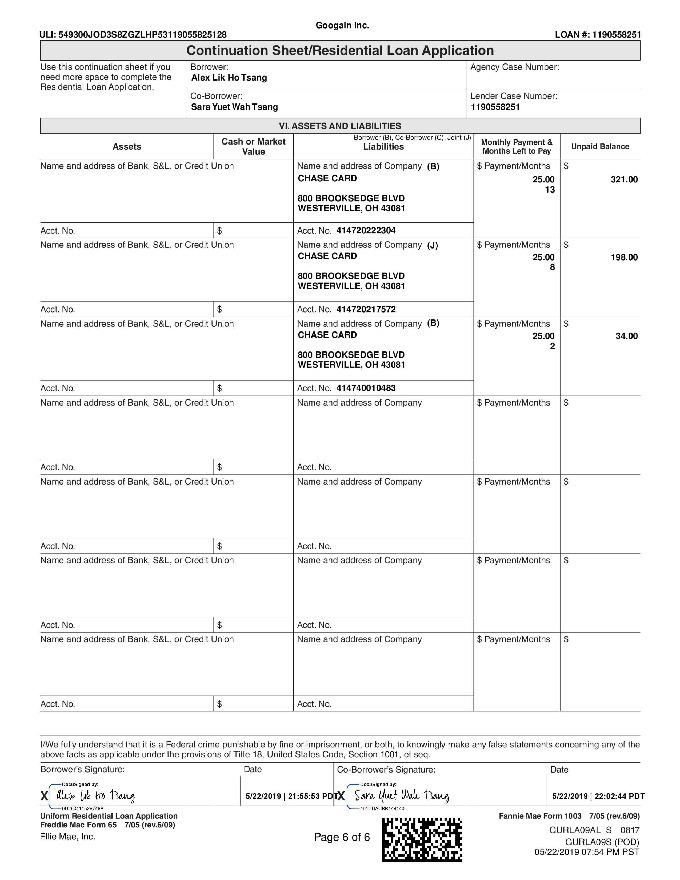 Googain Inc.
ULI: 549300JOD3S8ZGZLHP53119055825128
LOAN #: 1190558251
Continuation Sheet/Residential Loan Application
Use this continuation sheet if you need more space to complete the Residential Loan Application.
Borrower:
Alex Lik Ho Tsang
Agency Case Number:
Co-Borrower:
Sara Yuet Wah Tsang
Lender Case Number:
1190558251
VI. ASSETS AND LIABILITIES
Borrower (B), Co-Borrower (C), Joint (J)
Assets
Cash or Market Value
Liabilities
Monthly Payment & Months Left to Pay
Unpaid Balance
Name and address of Bank, S&L, or Credit Union
Name and address of Company (B)
$ Payment/Months
$
CHASE CARD
25.00
321.00
13
800 BROOKSEDGE BLVD
WESTERVILLE, OH 43081
Acct. No.
$
Acct. No. 414720222304
Name and address of Bank, S&L, or Credit Union
Name and address of Company (J)
$ Payment/Months
$
CHASE CARD
25.00
198.00
8
800 BROOKSEDGE BLVD
WESTERVILLE, OH 43081
Acct. No.
$
Acct. No. 414720217572
Name and address of Bank, S&L, or Credit Union
Name and address of Company (B)
$ Payment/Months
$
CHASE CARD
25.00
34.00
2
800 BROOKSEDGE BLVD
WESTERVILLE, OH 43081
Acct. No.
$
Acct. No. 414740010483
Name and address of Bank, S&L, or Credit Union
Name and address of Company
$ Payment/Months
$
Acct. No.
$
Acct. No.
Name and address of Bank, S&L, or Credit Union
Name and address of Company
$ Payment/Months
$
Acct. No.
$
Acct. No.
Name and address of Bank, S&L, or Credit Union
Name and address of Company
$ Payment/Months
$
Acct. No.
$
Acct. No.
Name and address of Bank, S&L, or Credit Union
Name and address of Company
$ Payment/Months
$
Acct. No.
$
Acct. No.
I/We fully understand that it is a Federal crime punishable by fine or imprisonment, or both, to knowingly make any false statements concerning any of the
above facts as applicable under the provisions of Title 18, United States Code, Section 1001, et seq.
Borrower's Signature:
Date
Co-Borrower's Signature:
Date
DocuSigned by:
DocuSigned by:
X Alex Lik Ho Tsang
5/22/2019 | 21:55:53 PDT
X Sara Yuet Wah Tsang
5/22/2019 | 22:02:44 PDT
Uniform Residential Loan Application
Freddie Mac Form 65 7/05 (rev.6/09)
Fannie Mae Form 1003 7/05 (rev.6/09)
Ellie Mae, Inc.
Page 6 of 6
GURLA09AL_S 0817
GURLA09S (POD)
05/22/2019 07:54 PM PST